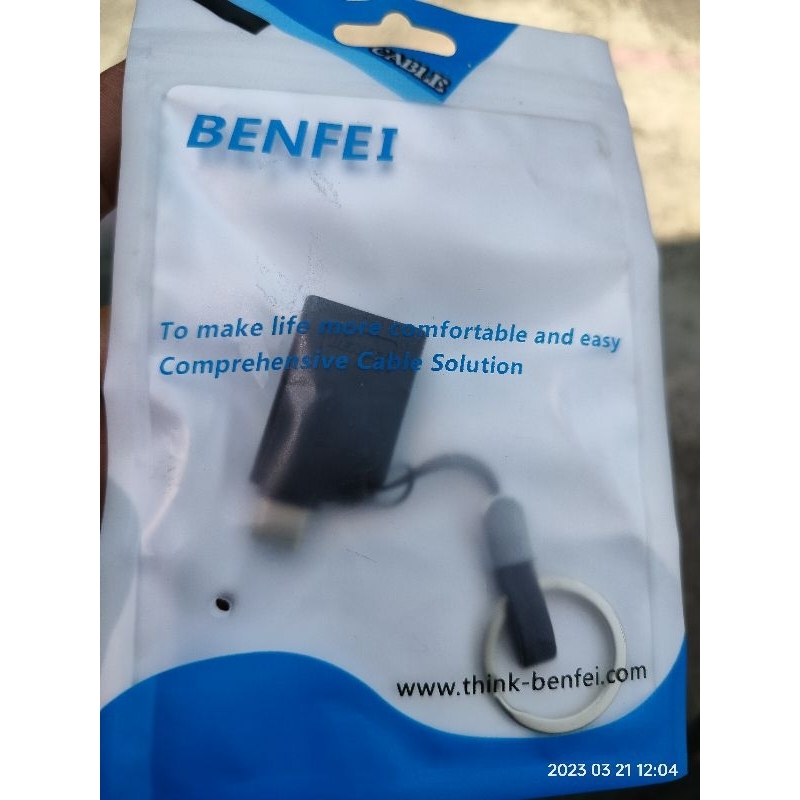 CABLE
BENFEI
To make life more comfortable and easy
Comprehensive Cable Solution
www.think-benfei.com
2023 03 21 12:04